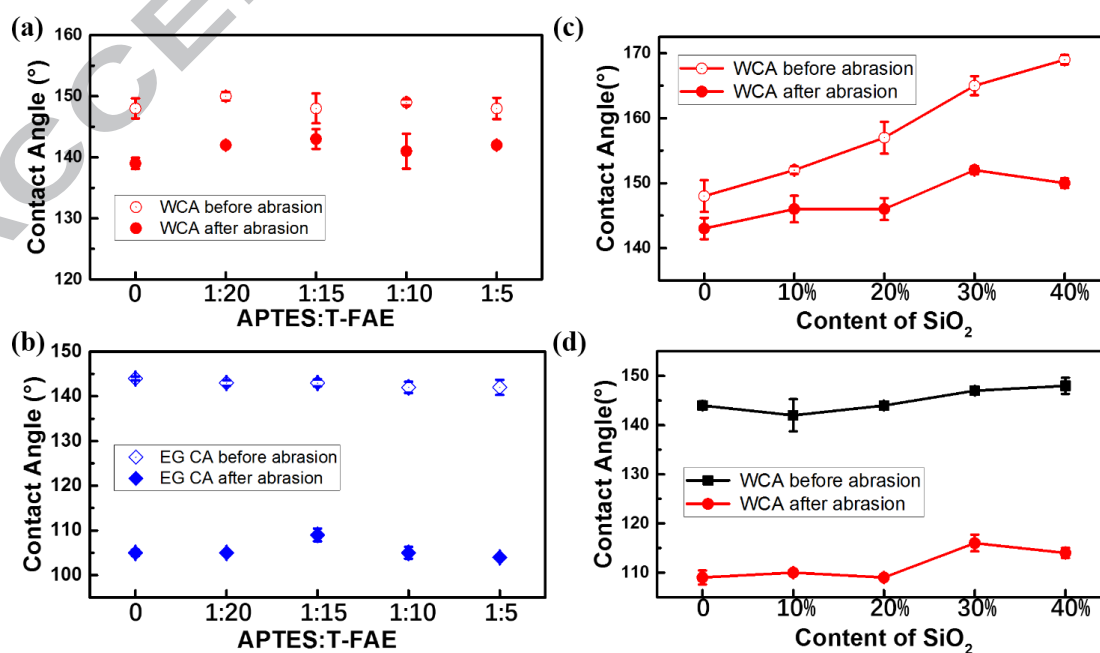 ACCE
(a)
160
150
140
130
120
Contact Angle (°)
WCA before abrasion
WCA after abrasion
0 1:20 1:15 1:10 1:5
APTES:T-FAE
(c)
170
160
150
140
Contact Angle(°)
WCA before abrasion
WCA after abrasion
0 10% 20% 30% 40%
Content of SiO₂
(b)
150
140
130
120
110
100
Contact Angle (°)
EG CA before abrasion
EG CA after abrasion
0 1:20 1:15 1:10 1:5
APTES:T-FAE
(d)
150
140
130
120
110
Contact Angle(°)
WCA before abrasion
WCA after abrasion
0 10% 20% 30% 40%
Content of SiO₂